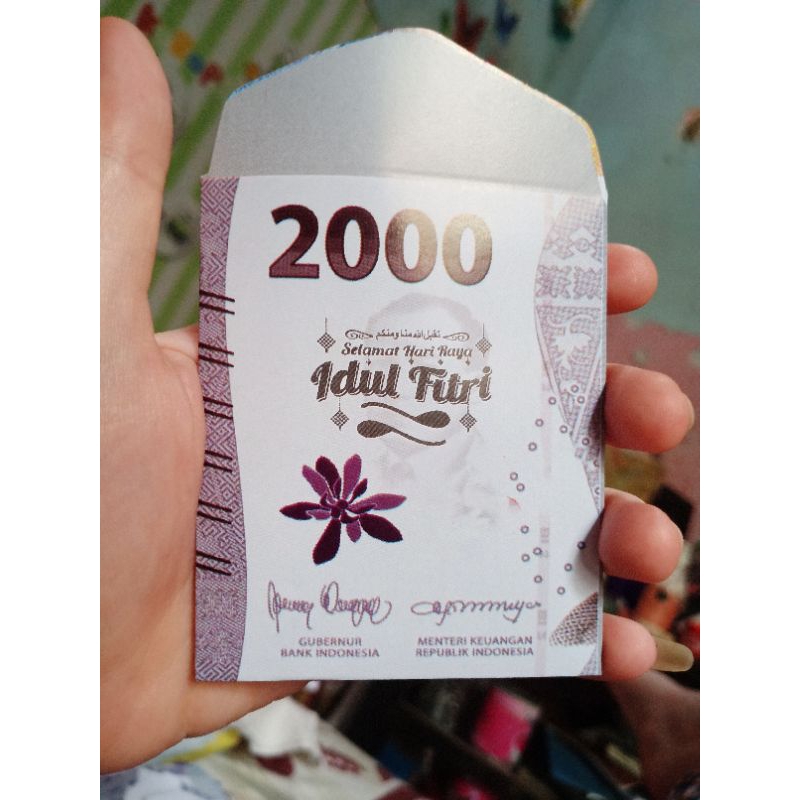 2000
تقبل الله منا ومنكم
Selamat Hari Raya
Idul Fitri
GUBERNUR
BANK INDONESIA
MENTERI KEUANGAN
REPUBLIK INDONESIA